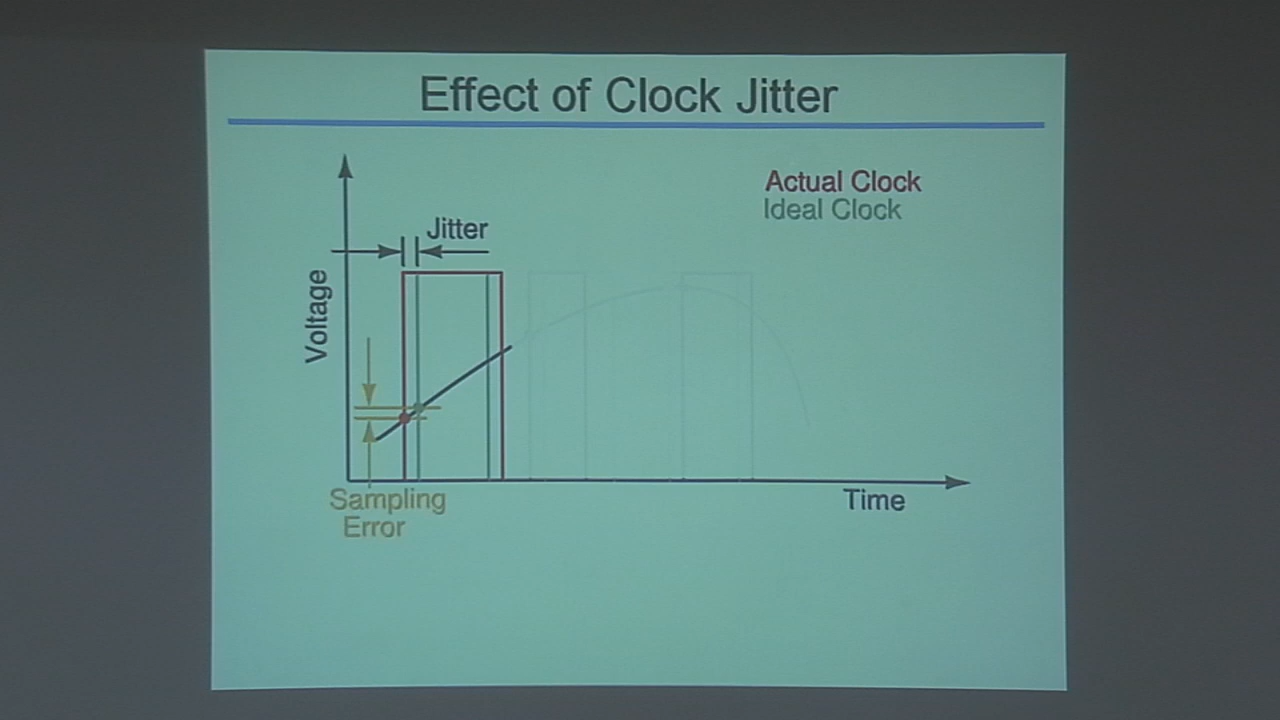 Effect of Clock Jitter
Actual Clock
Ideal Clock
Jitter
Voltage
Sampling
Error
Time